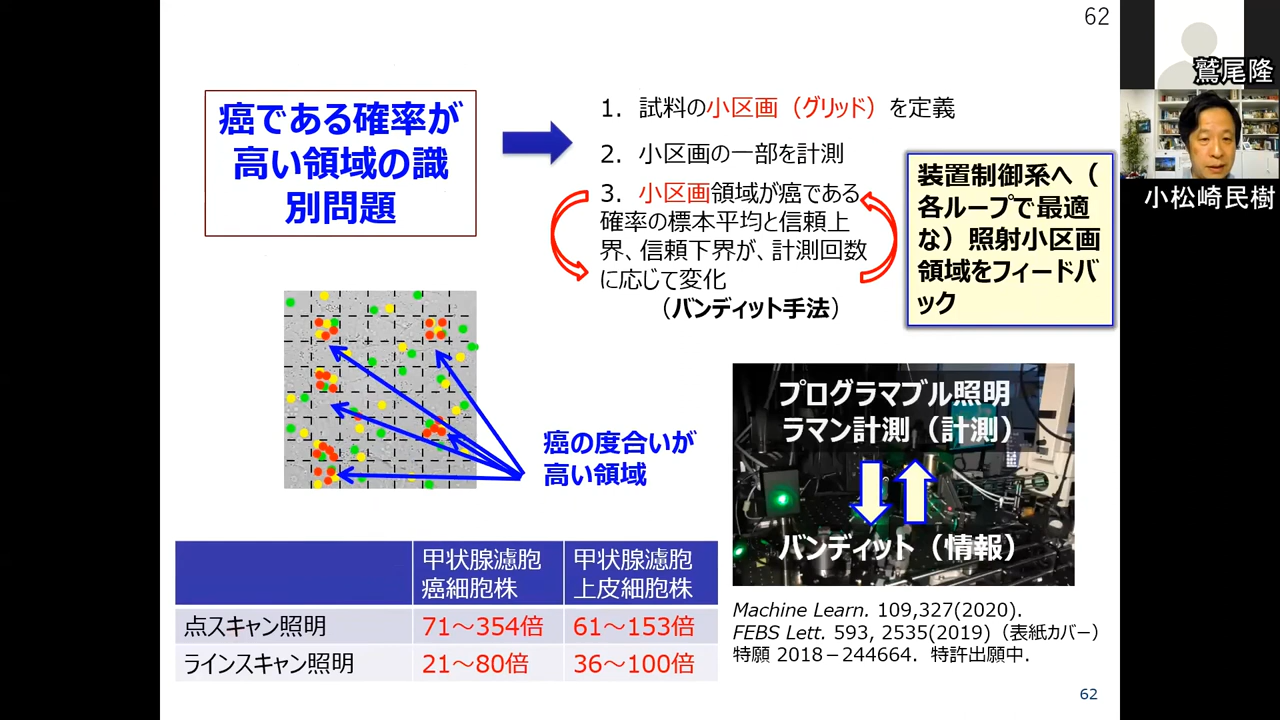 62
癌である確率が
高い領域の識
別問題
1. 試料の小区画（グリッド）を定義
2. 小区画の一部を計測
3. 小区画領域が癌である
確率の標本平均と信頼上
界、信頼下界が、計測回数
に応じて変化
（バンディット手法）
装置制御系へ（
各ループで最適
な）照射小区画
領域をフィードバ
ック
鷲尾隆
小松崎民樹
癌の度合いが
高い領域
プログラマブル照明
ラマン計測（計測）
バンディット（情報）
甲状腺濾胞
癌細胞株
甲状腺濾胞
上皮細胞株
点スキャン照明 71～354倍 61～153倍
ラインスキャン照明 21～80倍 36～100倍
Machine Learn. 109,327(2020).
FEBS Lett. 593, 2535(2019)（表紙カバー）
特願 2018－244664. 特許出願中.
62